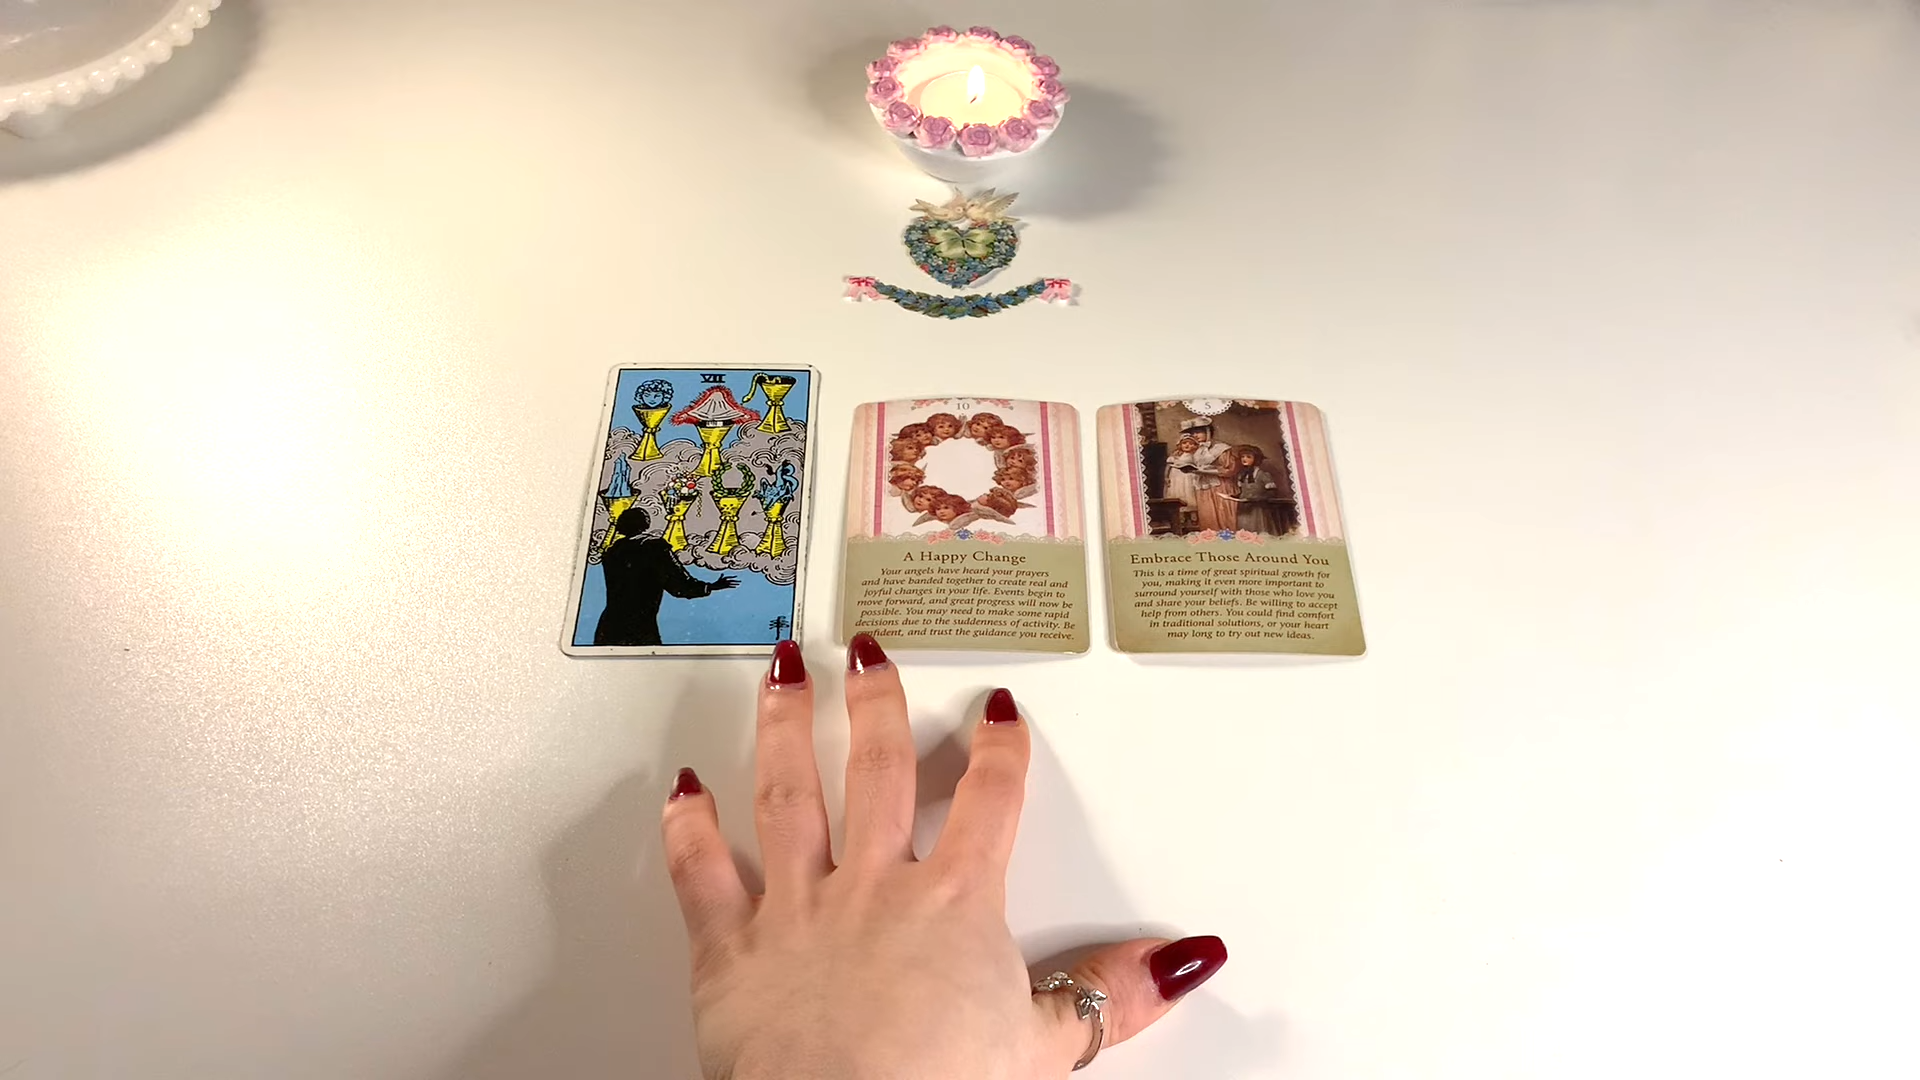 VII
10
A Happy Change
Your angels have heard your prayers
and have banded together to create real and
joyful changes in your life. Events begin to
move forward, and great progress will now be
possible. You may need to make some rapid
decisions due to the suddenness of activity. Be
confident, and trust the guidance you receive.
5
Embrace Those Around You
This is a time of great spiritual growth for
you, making it even more important to
surround yourself with those who love you
and share your beliefs. Be willing to accept
help from others. You could find comfort
in traditional solutions, or your heart
may long to try out new ideas.